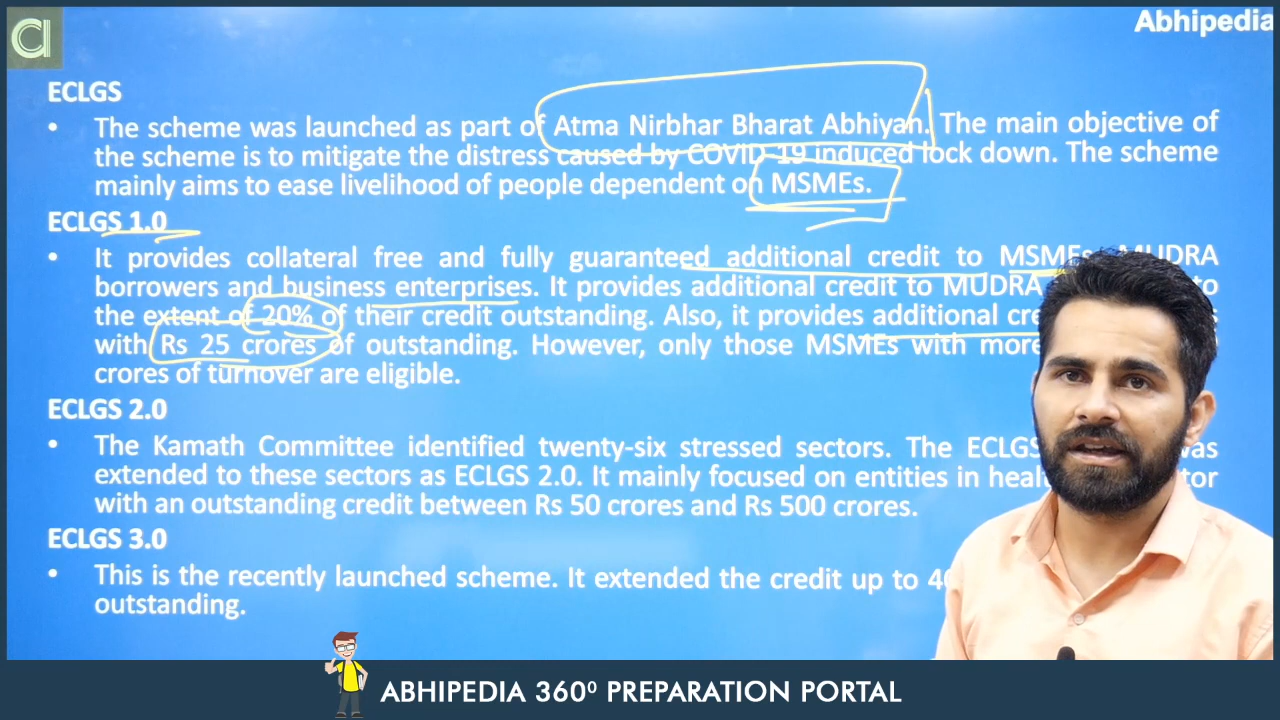 Abhipedia
ECLGS
• The scheme was launched as part of Atma Nirbhar Bharat Abhiyan. The main objective of
the scheme is to mitigate the distress caused by COVID-19 induced lock down. The scheme
mainly aims to ease livelihood of people dependent on MSMEs.
ECLGS 1.0
• It provides collateral free and fully guaranteed additional credit to MSMEs, MUDRA
borrowers and business enterprises. It provides additional credit to MUDRA to
the extent of 20% of their credit outstanding. Also, it provides additional
with Rs 25 crores of outstanding. However, only those MSMEs with more
crores of turnover are eligible.
ECLGS 2.0
• The Kamath Committee identified twenty-six stressed sectors. The ECLGS was
extended to these sectors as ECLGS 2.0. It mainly focused on entities in
with an outstanding credit between Rs 50 crores and Rs 500 crores.
ECLGS 3.0
• This is the recently launched scheme. It extended the credit up to
outstanding.
ABHIPEDIA 360⁰ PREPARATION PORTAL